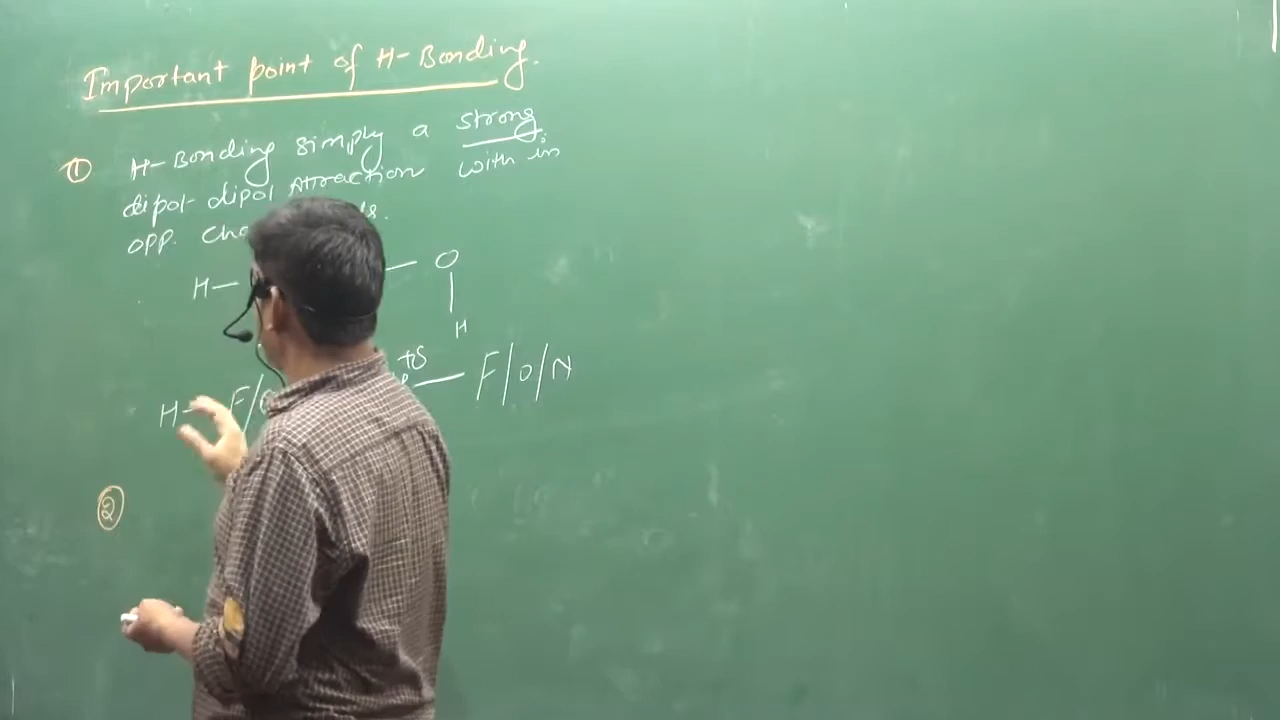 Important point of H-Bonding.
① H-Bonding simply a strong
dipol-dipol Attraction with in
opp.
H— — O
H
+δ
H— F/ — F/O/N
②